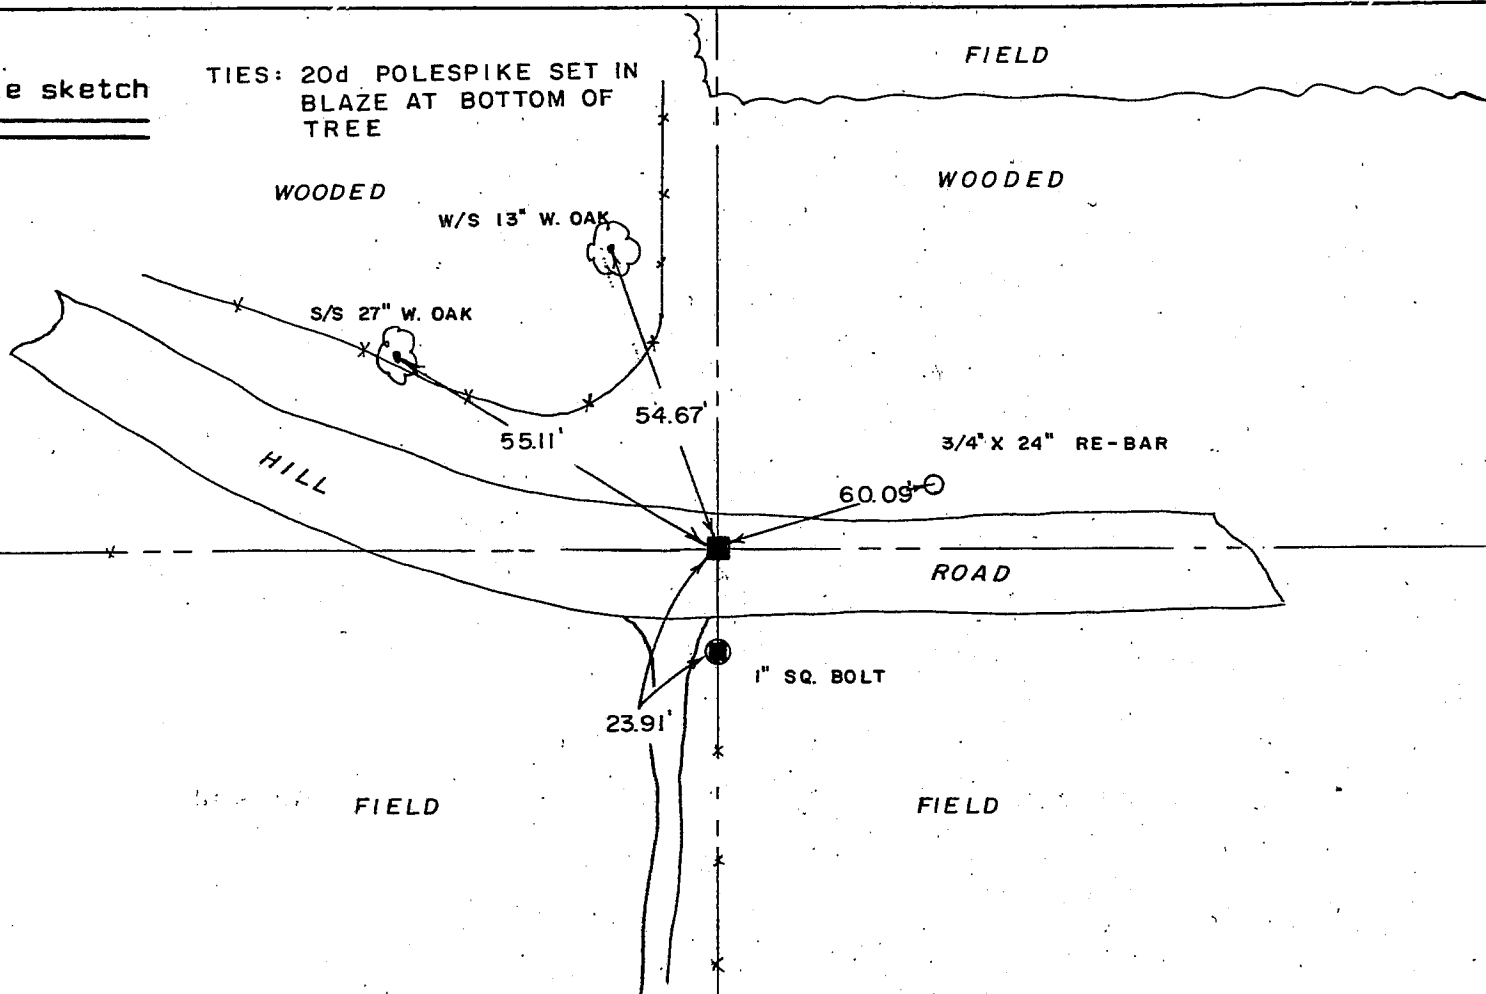 e sketch
TIES: 20d POLESPIKE SET IN
BLAZE AT BOTTOM OF
TREE
FIELD
WOODED
WOODED
W/S 13" W. OAK
S/S 27" W. OAK
54.67'
55.11'
3/4" X 24" RE-BAR
60.09'
HILL
ROAD
1" SQ. BOLT
23.91'
FIELD
FIELD